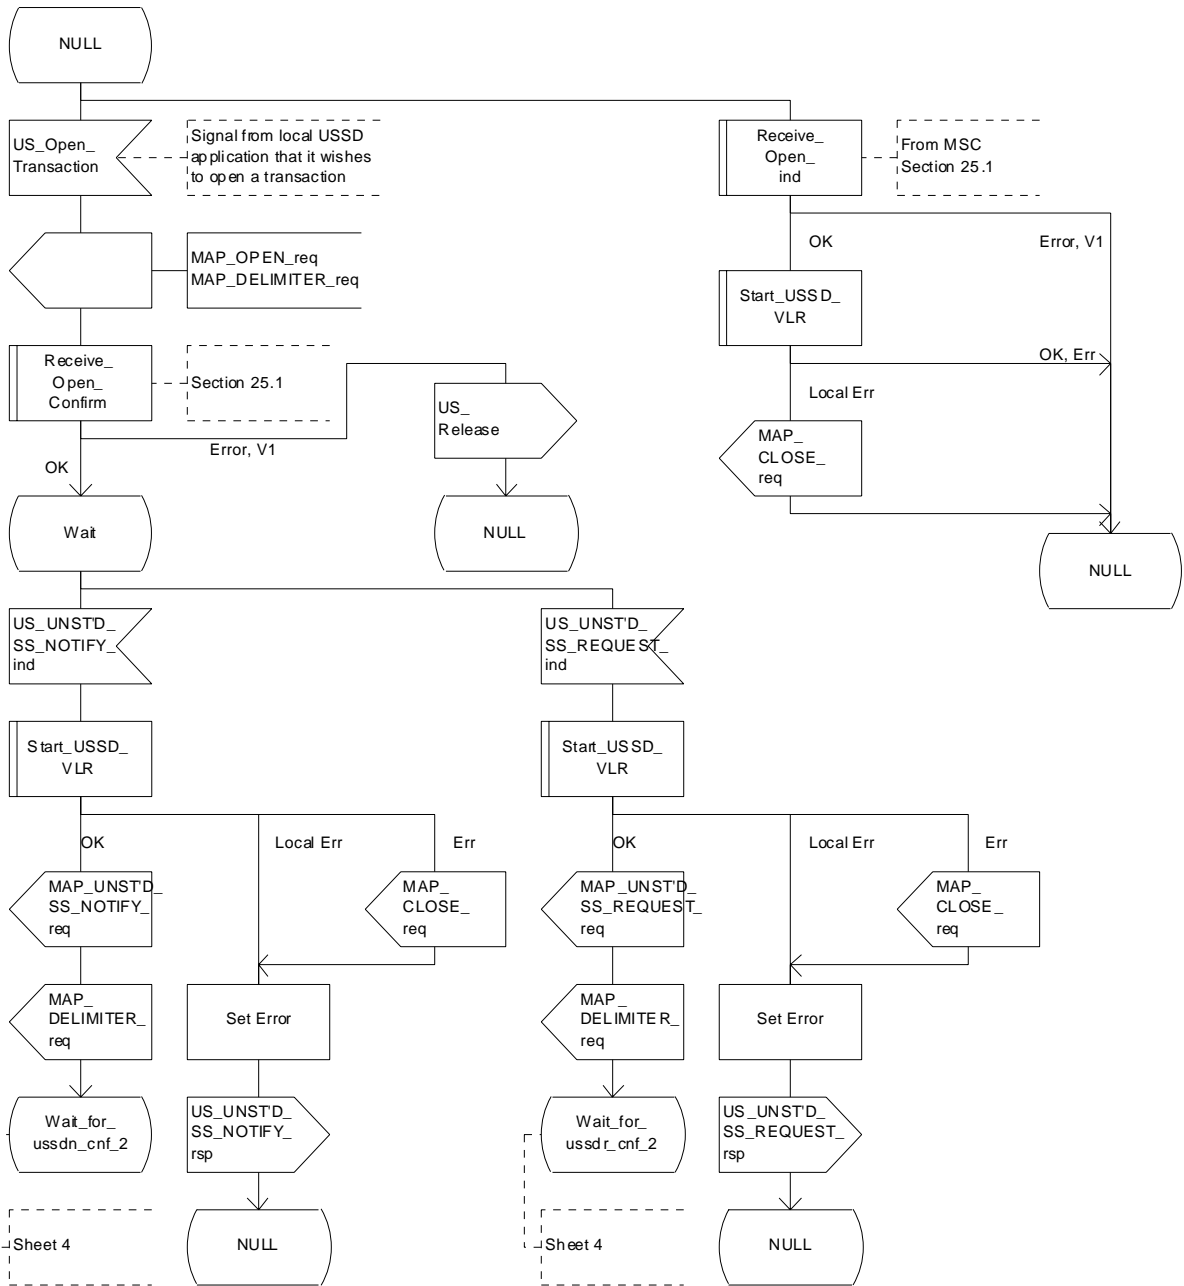 NULL
US_Open_
Transaction
Signal from local USSD
application that it wishes
to open a transaction
Receive_
Open_
ind
From MSC
Section 25.1
OK
Error, V1
MAP_OPEN_req
MAP_DELIMITER_req
Start_USSD_
VLR
Receive_
Open_
Confirm
Section 25.1
OK, Err
Local Err
US_
Release
MAP_
CLOSE_
req
Error, V1
OK
Wait
NULL
NULL
US_UNST'D_
SS_NOTIFY_
ind
US_UNST'D_
SS_REQUEST_
ind
Start_USSD_
VLR
Start_USSD_
VLR
OK
Local Err
Err
OK
Local Err
Err
MAP_UNST'D_
SS_NOTIFY_
req
MAP_
CLOSE_
req
MAP_UNST'D_
SS_REQUEST_
req
MAP_
CLOSE_
req
MAP_
DELIMITER_
req
Set Error
MAP_
DELIMITER_
req
Set Error
Wait_for_
ussdn_cnf_2
US_UNST'D_
SS_NOTIFY_
rsp
Wait_for_
ussdr_cnf_2
US_UNST'D_
SS_REQUEST_
rsp
Sheet 4
NULL
Sheet 4
NULL